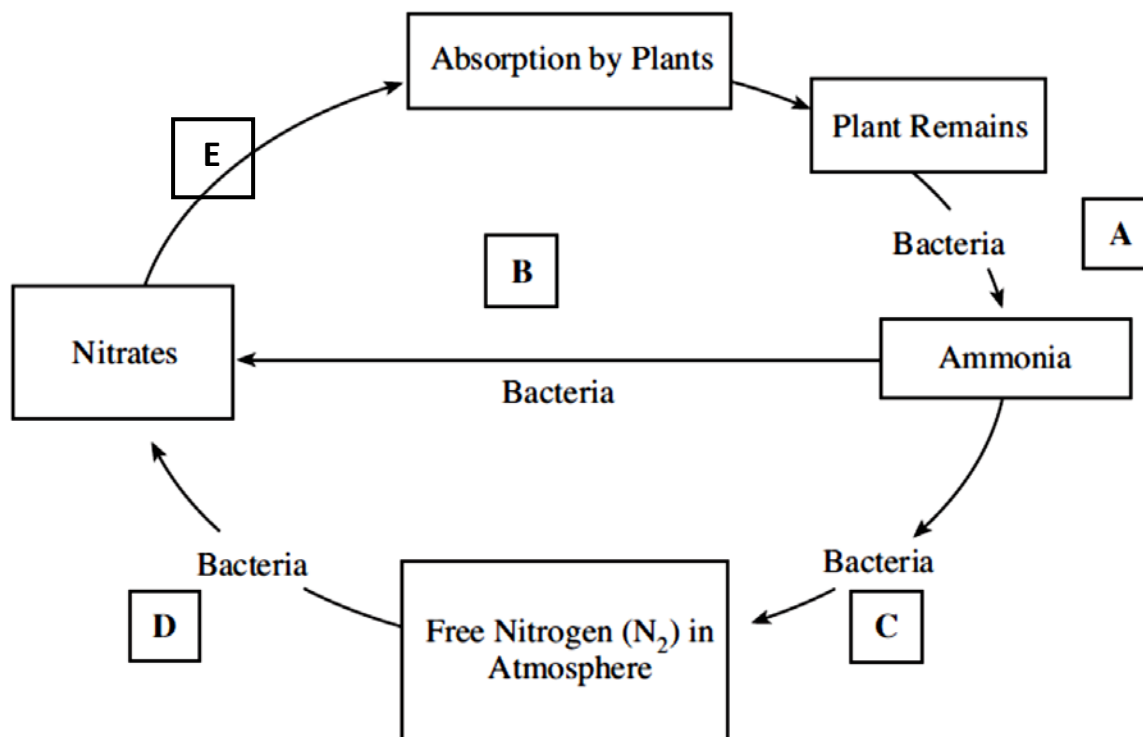 Absorption by Plants
Plant Remains
E
A
Bacteria
B
Nitrates
Ammonia
Bacteria
Bacteria
Bacteria
D
C
Free Nitrogen (N₂) in
Atmosphere